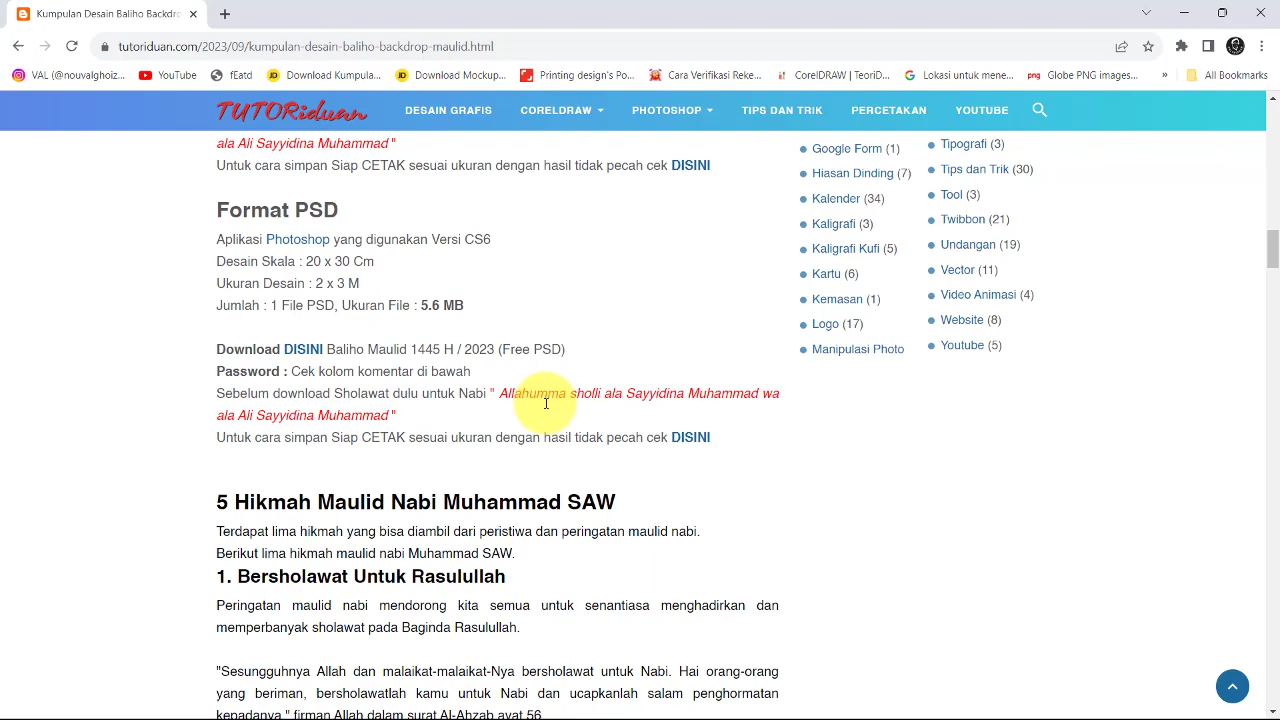 Kumpulan Desain Baliho Backdro
tutoriduan.com/2023/09/kumpulan-desain-baliho-backdrop-maulid.html
VAL (@nouvalghoiz...
YouTube
fEatd
Download Kumpula...
Download Mockup...
Printing design's Po...
Cara Verifikasi Reke...
CorelDRAW | TeoriD...
Lokasi untuk mene...
png Globe PNG images...
»
All Bookmarks
TUTORiduan
DESAIN GRAFIS
CORELDRAW
PHOTOSHOP
TIPS DAN TRIK
PERCETAKAN
YOUTUBE
ala Ali Sayyidina Muhammad "
Untuk cara simpan Siap CETAK sesuai ukuran dengan hasil tidak pecah cek DISINI
Format PSD
Aplikasi Photoshop yang digunakan Versi CS6
Desain Skala : 20 x 30 Cm
Ukuran Desain : 2 x 3 M
Jumlah : 1 File PSD, Ukuran File : 5.6 MB
Download DISINI Baliho Maulid 1445 H / 2023 (Free PSD)
Password : Cek kolom komentar di bawah
Sebelum download Sholawat dulu untuk Nabi " Allahumma sholli ala Sayyidina Muhammad wa
ala Ali Sayyidina Muhammad "
Untuk cara simpan Siap CETAK sesuai ukuran dengan hasil tidak pecah cek DISINI
5 Hikmah Maulid Nabi Muhammad SAW
Terdapat lima hikmah yang bisa diambil dari peristiwa dan peringatan maulid nabi.
Berikut lima hikmah maulid nabi Muhammad SAW.
1. Bersholawat Untuk Rasulullah
Peringatan maulid nabi mendorong kita semua untuk senantiasa menghadirkan dan
memperbanyak sholawat pada Baginda Rasulullah.
"Sesungguhnya Allah dan malaikat-malaikat-Nya bersholawat untuk Nabi. Hai orang-orang
yang beriman, bersholawatlah kamu untuk Nabi dan ucapkanlah salam penghormatan
kepadanya," firman Allah dalam surat Al-Ahzab ayat 56.
Google Form (1)
Hiasan Dinding (7)
Kalender (34)
Kaligrafi (3)
Kaligrafi Kufi (5)
Kartu (6)
Kemasan (1)
Logo (17)
Manipulasi Photo
Tipografi (3)
Tips dan Trik (30)
Tool (3)
Twibbon (21)
Undangan (19)
Vector (11)
Video Animasi (4)
Website (8)
Youtube (5)